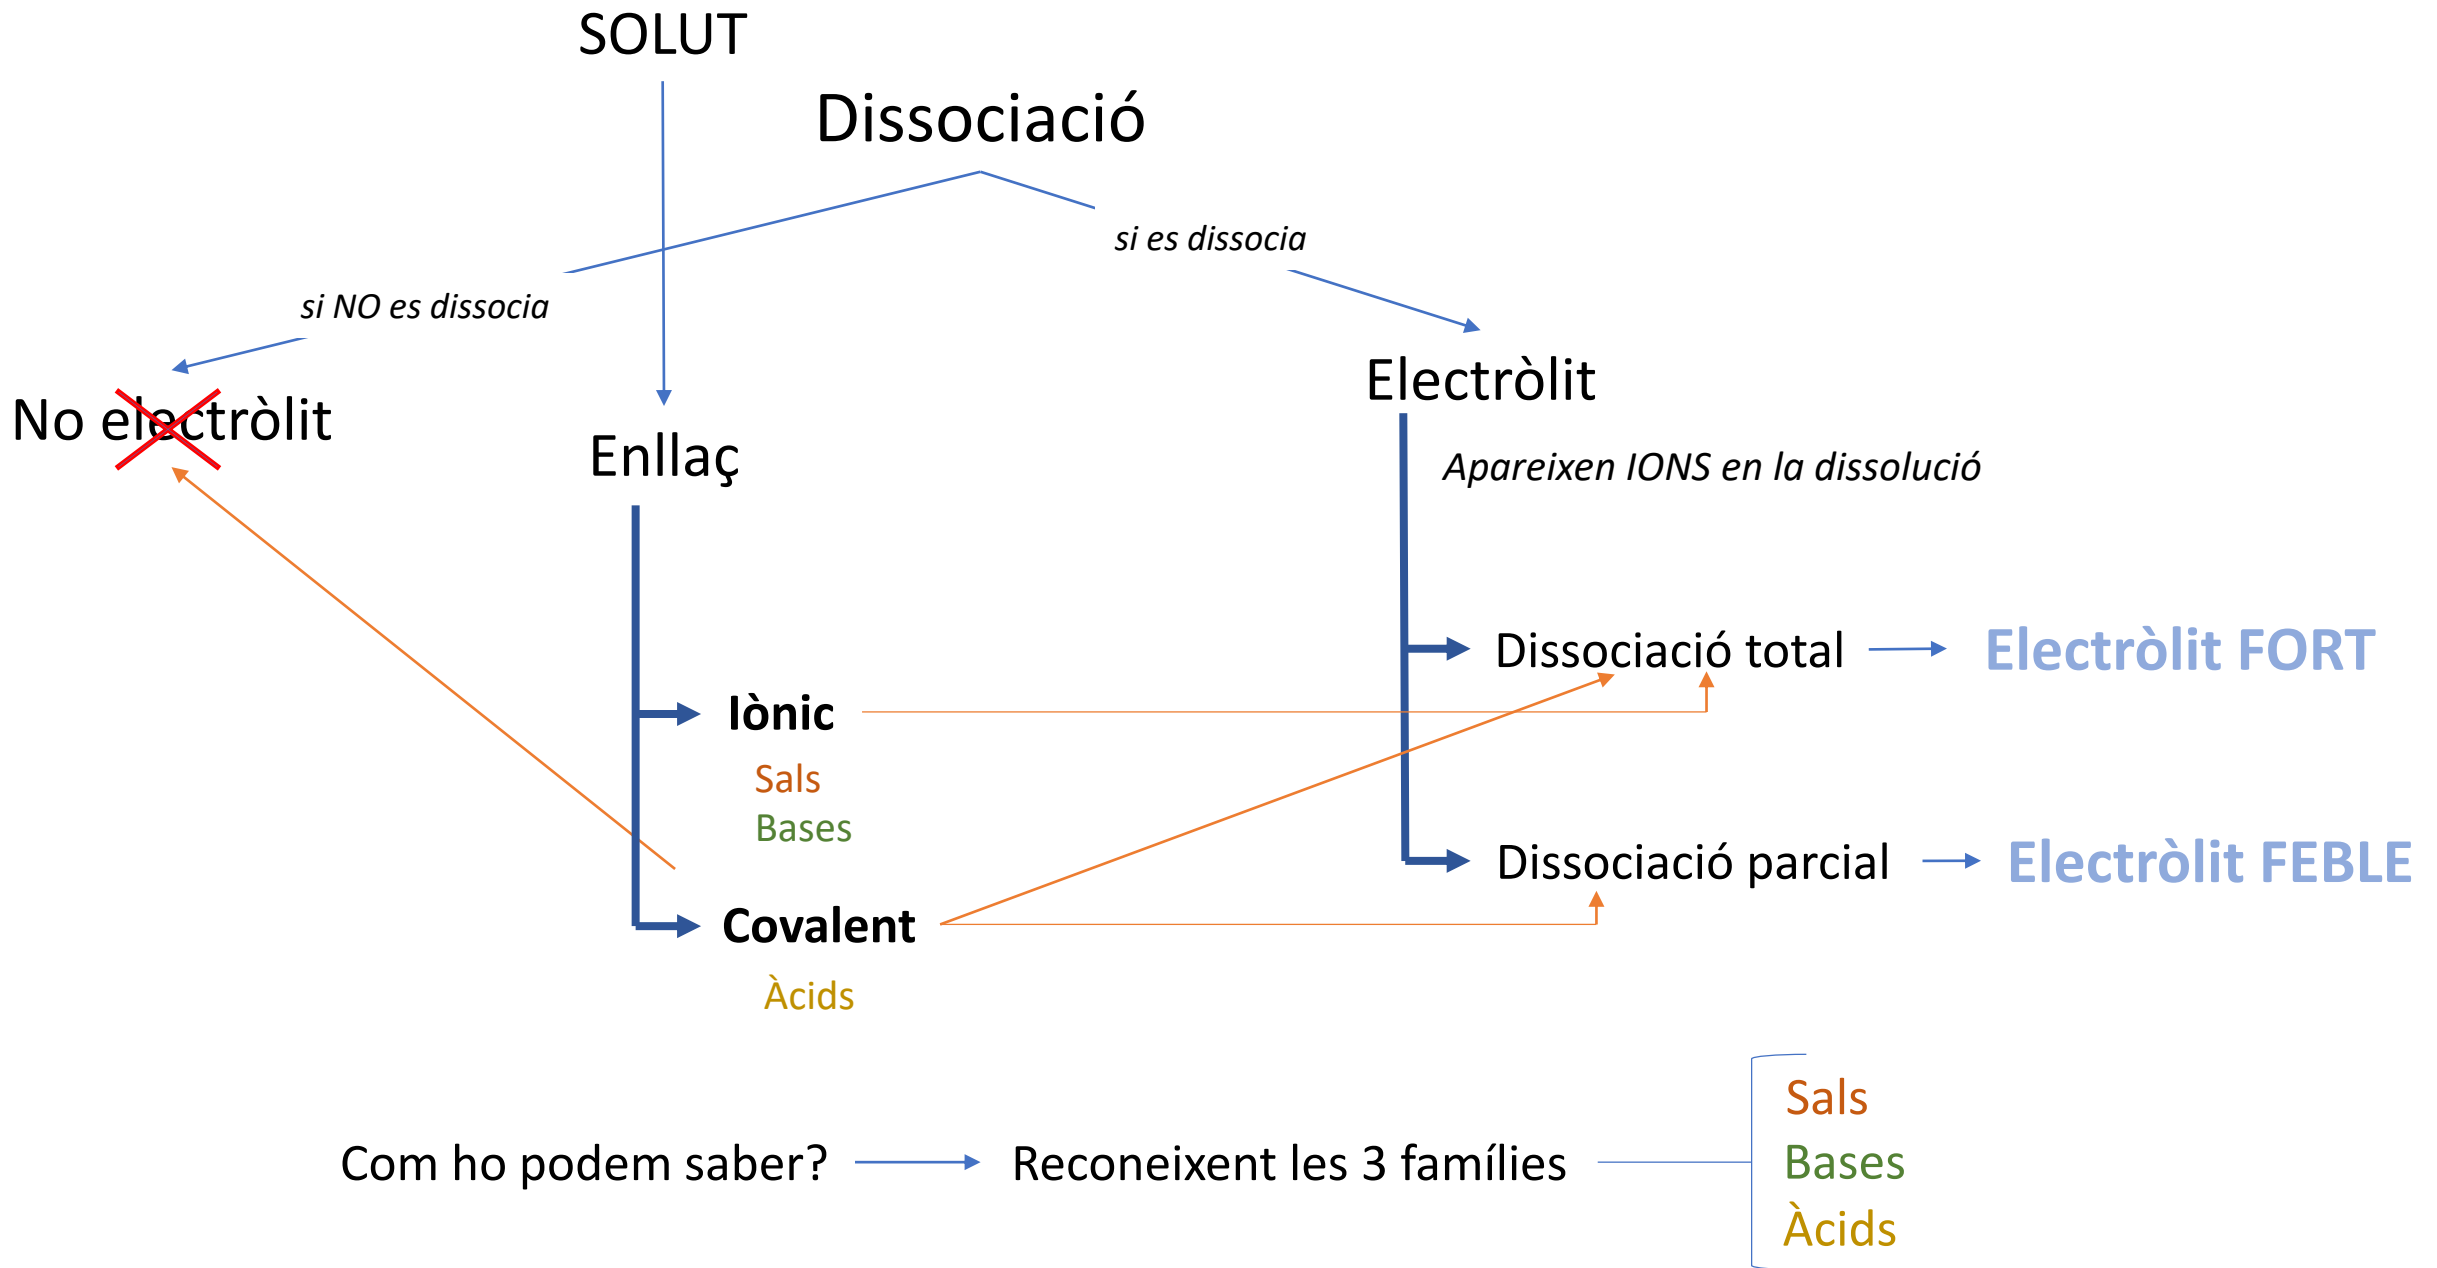 SOLUT
Dissociació
si es dissocia
si NO es dissocia
Electròlit
No electròlit
Enllaç
Apareixen IONS en la dissolució
Dissociació total
Electròlit FORT
Iònic
Sals
Bases
Dissociació parcial
Electròlit FEBLE
Covalent
Àcids
Com ho podem saber?
Reconeixent les 3 famílies
Sals
Bases
Àcids